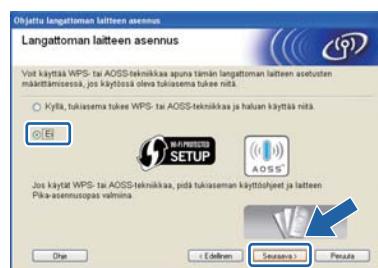 Ohjattu langattoman laitteen asennus
Langattoman laitteen asennus
Voit käyttää WPS- tai AOSS-tekniikkaa apuna tämän langattoman laitteen asetusten
määrittämisessä, jos käytössä oleva tukiasema tukee niitä.
Kyllä, tukiasema tukee WPS- tai AOSS-tekniikkaa ja haluan käyttää niitä.
Ei
WI-FI PROTECTED
SETUP
AOSS
Jos käytät WPS- tai AOSS-tekniikkaa, pidä tukiaseman käyttöohjeet ja laitteen
Pika-asennusopas valmiina.
Ohje
< Edellinen
Seuraava >
Peruuta